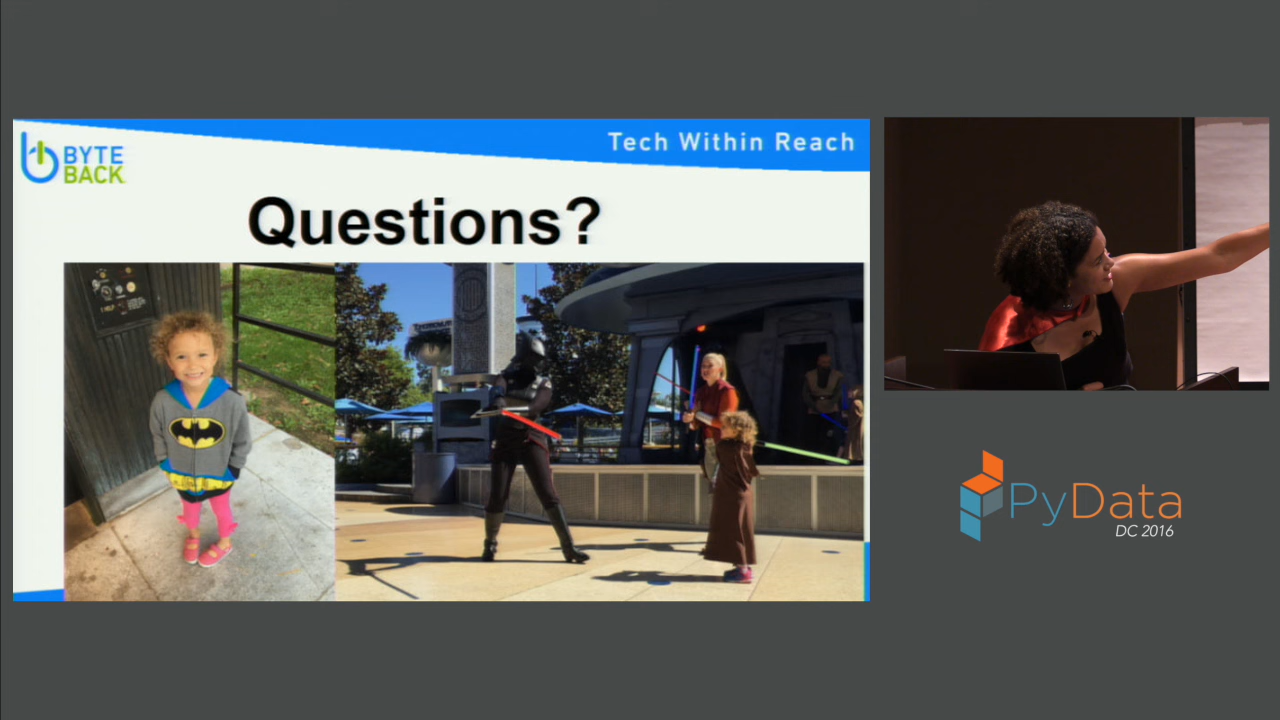 Tech Within Reach
BYTE
BACK
Questions?
PyData
DC 2016